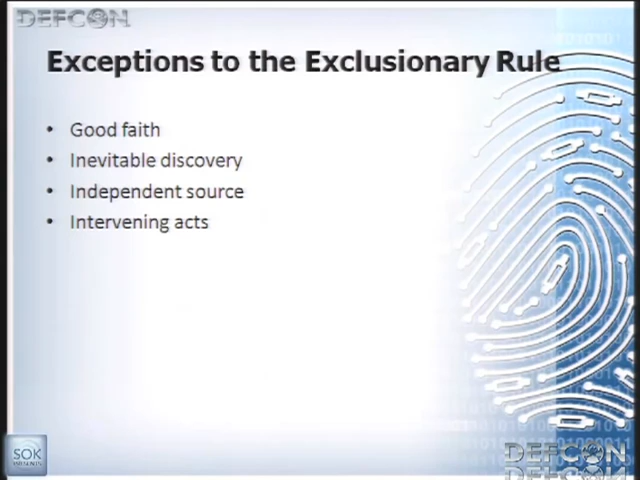 DEFCON
Exceptions to the Exclusionary Rule
• Good faith
• Inevitable discovery
• Independent source
• Intervening acts
SOK
DEFCON